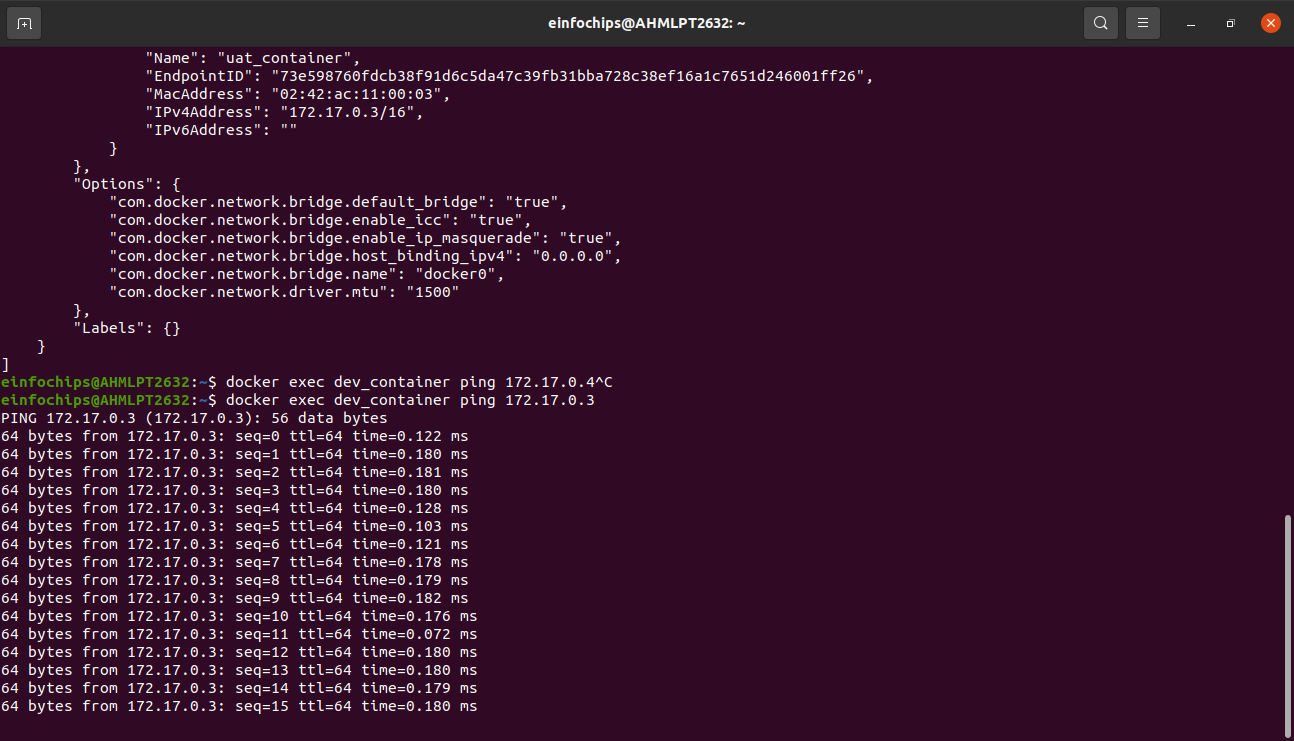 einfochips@AHMLPT2632: ~
"Name": "uat_container",
"EndpointID": "73e598760fdcb38f91d6c5da47c39fb31bba728c38ef16a1c7651d246001ff26",
"MacAddress": "02:42:ac:11:00:03",
"IPv4Address": "172.17.0.3/16",
"IPv6Address": ""
}
},
"Options": {
"com.docker.network.bridge.default_bridge": "true",
"com.docker.network.bridge.enable_icc": "true",
"com.docker.network.bridge.enable_ip_masquerade": "true",
"com.docker.network.bridge.host_binding_ipv4": "0.0.0.0",
"com.docker.network.bridge.name": "docker0",
"com.docker.network.driver.mtu": "1500"
},
"Labels": {}
}
]
einfochips@AHMLPT2632:~$ docker exec dev_container ping 172.17.0.4^C
einfochips@AHMLPT2632:~$ docker exec dev_container ping 172.17.0.3
PING 172.17.0.3 (172.17.0.3): 56 data bytes
64 bytes from 172.17.0.3: seq=0 ttl=64 time=0.122 ms
64 bytes from 172.17.0.3: seq=1 ttl=64 time=0.180 ms
64 bytes from 172.17.0.3: seq=2 ttl=64 time=0.181 ms
64 bytes from 172.17.0.3: seq=3 ttl=64 time=0.180 ms
64 bytes from 172.17.0.3: seq=4 ttl=64 time=0.128 ms
64 bytes from 172.17.0.3: seq=5 ttl=64 time=0.103 ms
64 bytes from 172.17.0.3: seq=6 ttl=64 time=0.121 ms
64 bytes from 172.17.0.3: seq=7 ttl=64 time=0.178 ms
64 bytes from 172.17.0.3: seq=8 ttl=64 time=0.179 ms
64 bytes from 172.17.0.3: seq=9 ttl=64 time=0.182 ms
64 bytes from 172.17.0.3: seq=10 ttl=64 time=0.176 ms
64 bytes from 172.17.0.3: seq=11 ttl=64 time=0.072 ms
64 bytes from 172.17.0.3: seq=12 ttl=64 time=0.180 ms
64 bytes from 172.17.0.3: seq=13 ttl=64 time=0.180 ms
64 bytes from 172.17.0.3: seq=14 ttl=64 time=0.179 ms
64 bytes from 172.17.0.3: seq=15 ttl=64 time=0.180 ms